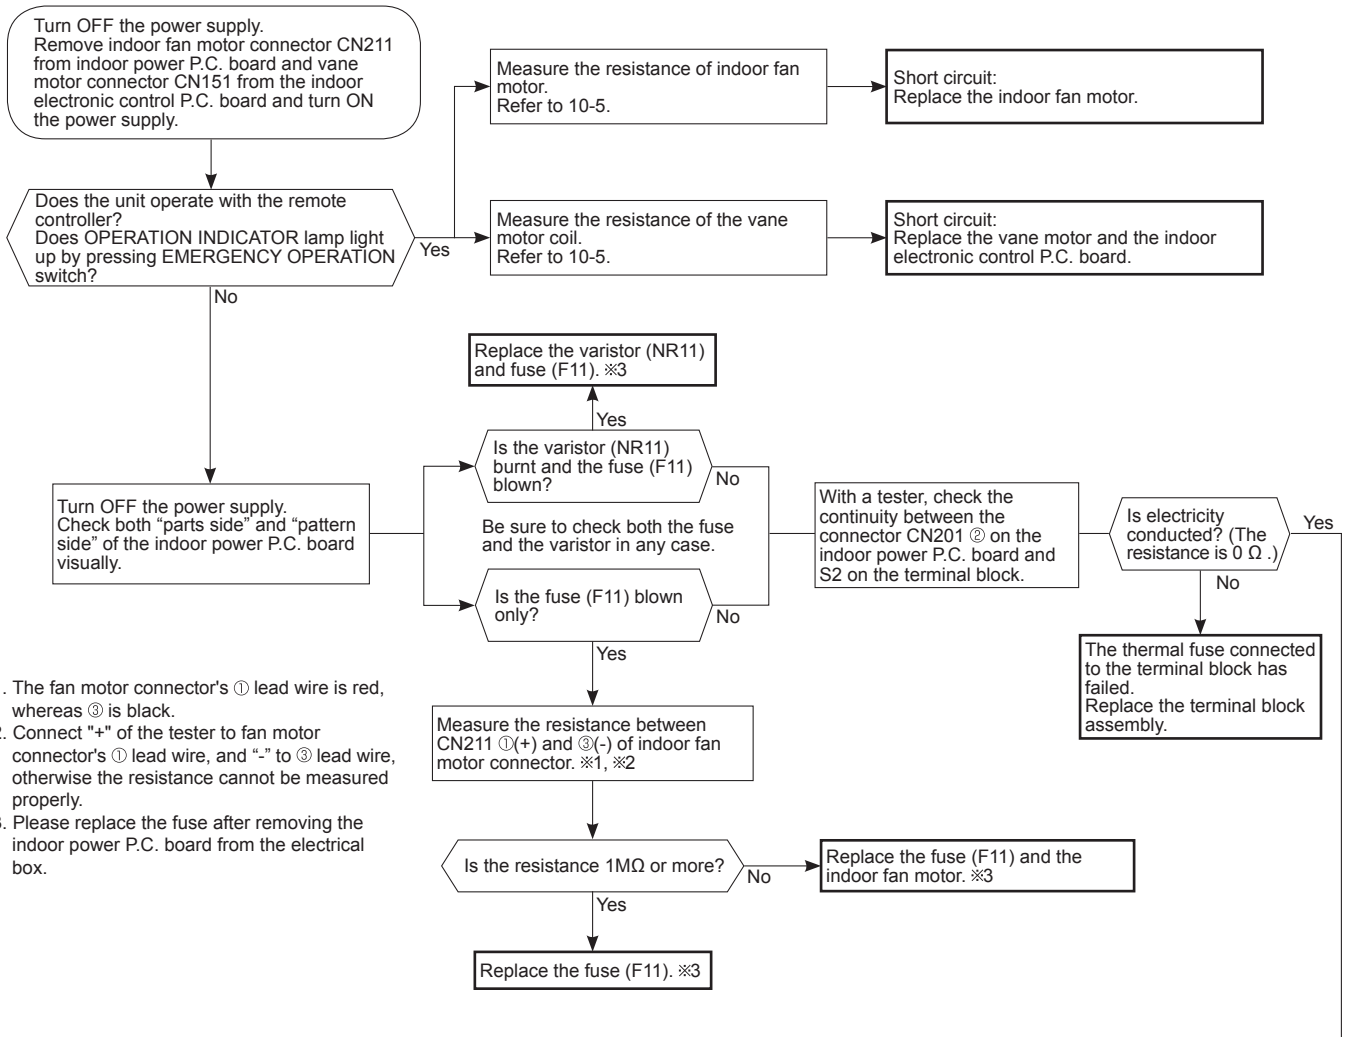 Turn OFF the power supply.
Remove indoor fan motor connector CN211
from indoor power P.C. board and vane
motor connector CN151 from the indoor
electronic control P.C. board and turn ON
the power supply.
Measure the resistance of indoor fan
motor.
Refer to 10-5.
Short circuit:
Replace the indoor fan motor.
Does the unit operate with the remote
controller?
Does OPERATION INDICATOR lamp light
up by pressing EMERGENCY OPERATION
switch?
Yes
No
Measure the resistance of the vane
motor coil.
Refer to 10-5.
Short circuit:
Replace the vane motor and the indoor
electronic control P.C. board.
Replace the varistor (NR11)
and fuse (F11). ※3
Yes
Is the varistor (NR11)
burnt and the fuse (F11)
blown?
No
Turn OFF the power supply.
Check both “parts side” and “pattern
side” of the indoor power P.C. board
visually.
Be sure to check both the fuse
and the varistor in any case.
Is the fuse (F11) blown
only?
No
Yes
With a tester, check the
continuity between the
connector CN201 ② on the
indoor power P.C. board and
S2 on the terminal block.
Is electricity
conducted? (The
resistance is 0 Ω .)
Yes
No
The thermal fuse connected
to the terminal block has
failed.
Replace the terminal block
assembly.
. The fan motor connector's ① lead wire is red,
whereas ③ is black.
2. Connect "+" of the tester to fan motor
connector's ① lead wire, and “-” to ③ lead wire,
otherwise the resistance cannot be measured
properly.
3. Please replace the fuse after removing the
indoor power P.C. board from the electrical
box.
Measure the resistance between
CN211 ①(+) and ③(-) of indoor fan
motor connector. ※1, ※2
Is the resistance 1MΩ or more?
No
Replace the fuse (F11) and the
indoor fan motor. ※3
Yes
Replace the fuse (F11). ※3